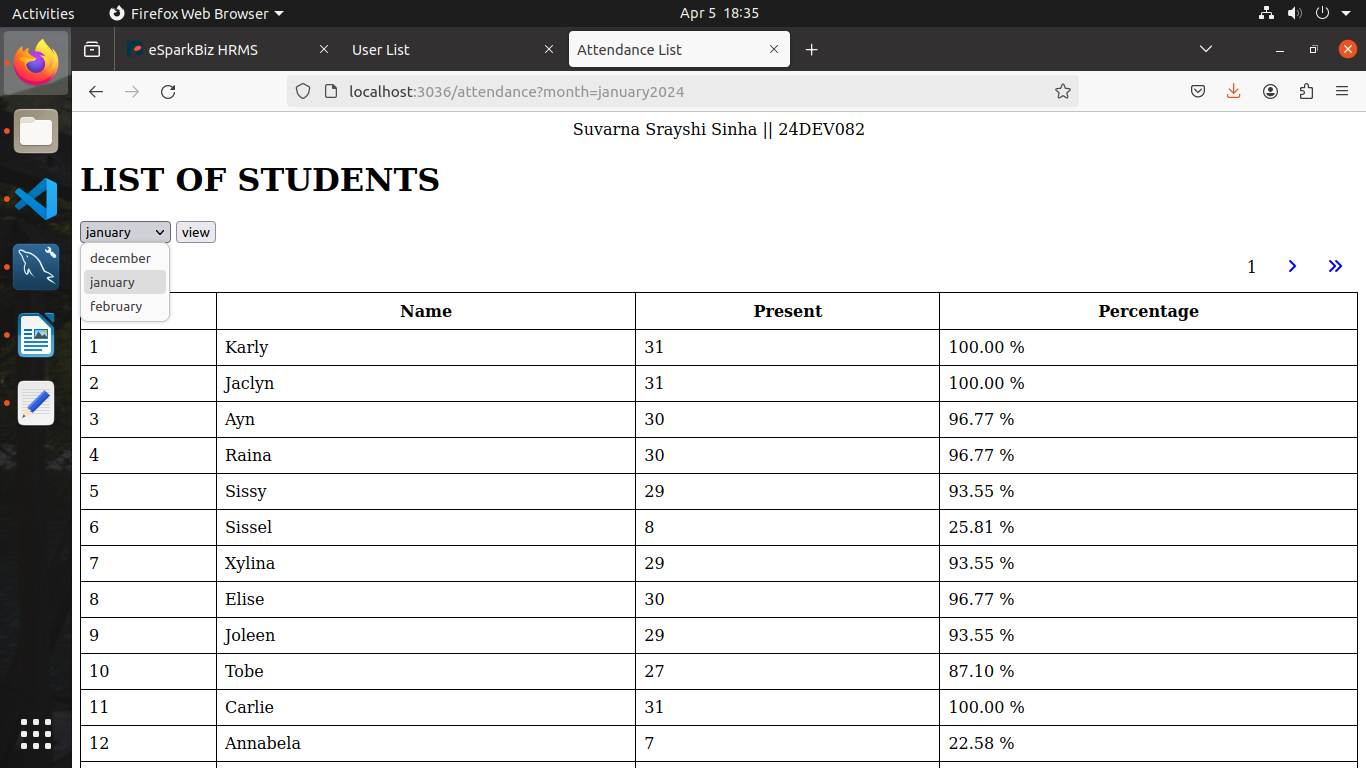 Activities Firefox Web Browser Apr 5 18:35
eSparkBiz HRMS User List Attendance List
localhost:3036/attendance?month=january2024
Suvarna Srayshi Sinha || 24DEV082
LIST OF STUDENTS
january view
december
january
february
1 > >>
Name Present Percentage
1 Karly 31 100.00 %
2 Jaclyn 31 100.00 %
3 Ayn 30 96.77 %
4 Raina 30 96.77 %
5 Sissy 29 93.55 %
6 Sissel 8 25.81 %
7 Xylina 29 93.55 %
8 Elise 30 96.77 %
9 Joleen 29 93.55 %
10 Tobe 27 87.10 %
11 Carlie 31 100.00 %
12 Annabela 7 22.58 %